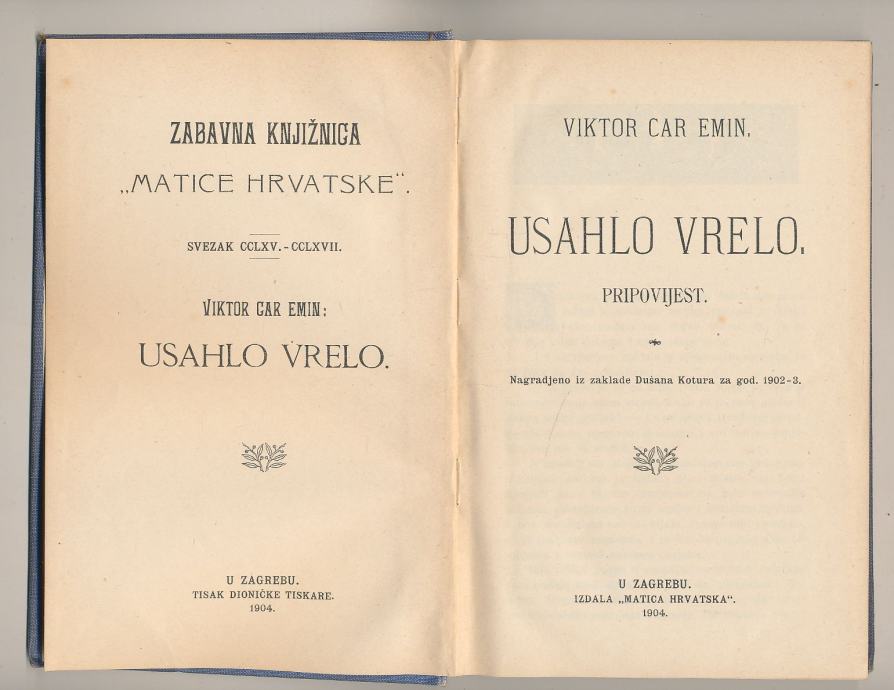 ZABAVNA KNJIŽNICA
„MATICE HRVATSKE“.
SVEZAK CCLXV.-CCLXVII.
VIKTOR CAR EMIN:
USAHLO VRELO.
U ZAGREBU.
TISAK DIONIČKE TISKARE.
1904.
VIKTOR CAR EMIN.
USAHLO VRELO.
PRIPOVIJEST.
Nagradjeno iz zaklade Dušana Kotura za god. 1902-3.
U ZAGREBU.
IZDALA „MATICA HRVATSKA“.
1904.